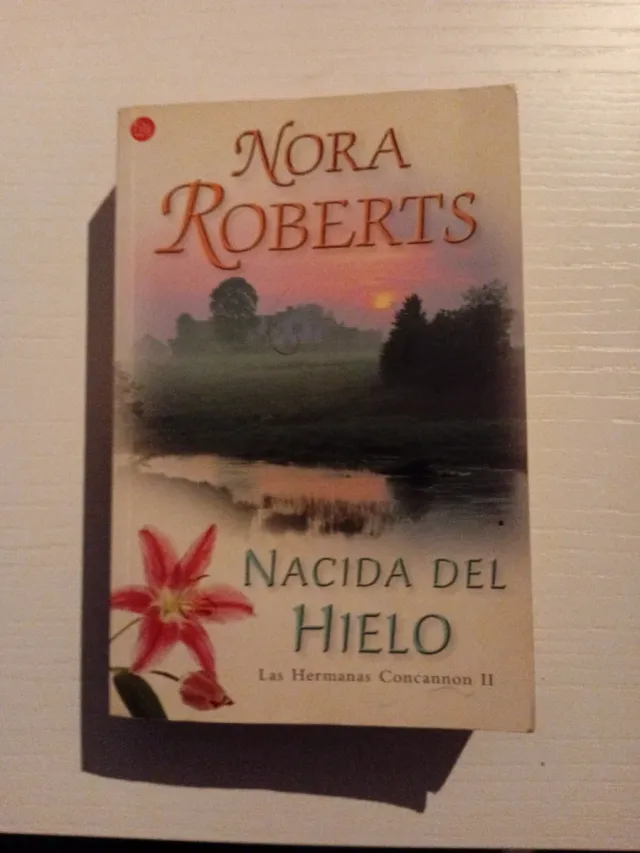 NORA
ROBERTS
NACIDA DEL
HIELO
Las Hermanas Concannon II